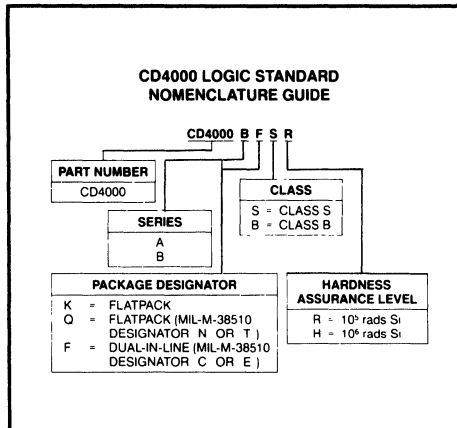 CD4000 LOGIC STANDARD
NOMENCLATURE GUIDE
CD4000 B F S R
PART NUMBER
CD4000
SERIES
A
B
CLASS
S = CLASS S
B = CLASS B
PACKAGE DESIGNATOR
K = FLATPACK
Q = FLATPACK (MIL-M-38510
DESIGNATOR N OR T)
F = DUAL-IN-LINE (MIL-M-38510
DESIGNATOR C OR E)
HARDNESS
ASSURANCE LEVEL
R = 10⁵ rads Si
H = 10⁶ rads Si